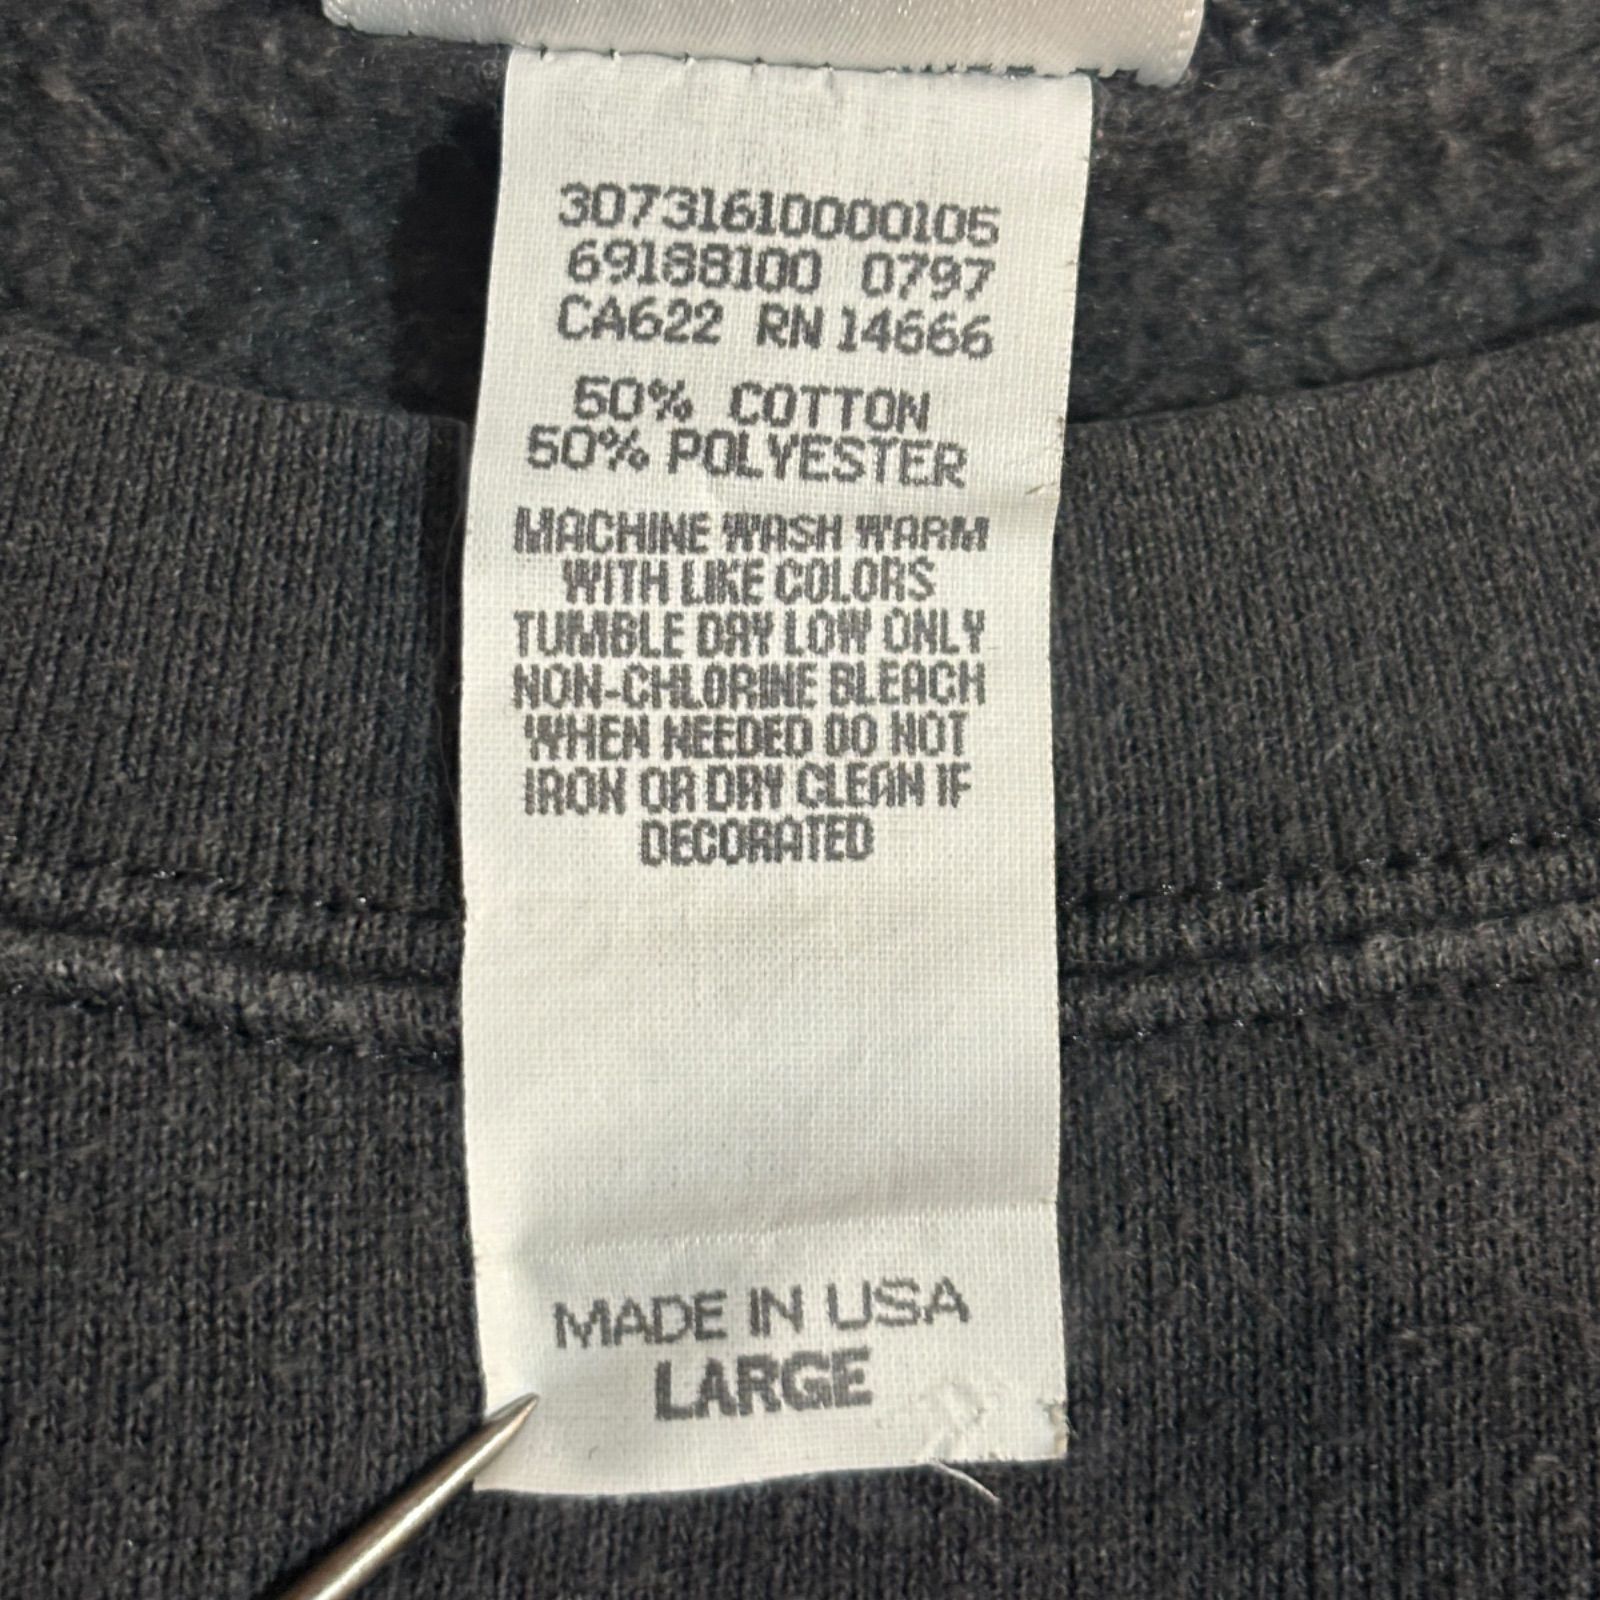 30731610000105
69188100 0797
CA622 RN 14666
50% COTTON
50% POLYESTER
MACHINE WASH WARM
WITH LIKE COLORS
TUMBLE DRY LOW ONLY
NON-CHLORINE BLEACH
WHEN NEEDED DO NOT
IRON OR DRY CLEAN IF
DECORATED
MADE IN USA
LARGE